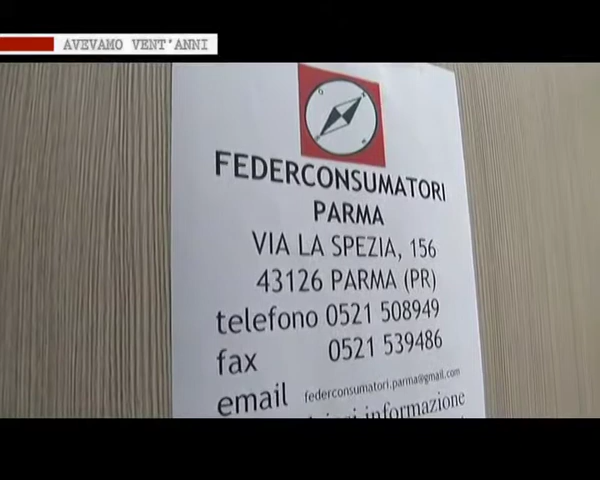 AVEVAMO VENT'ANNI
FEDERCONSUMATORI
PARMA
VIA LA SPEZIA, 156
43126 PARMA (PR)
telefono 0521 508949
fax 0521 539486
email federconsumatori.parma@gmail.com
informazione